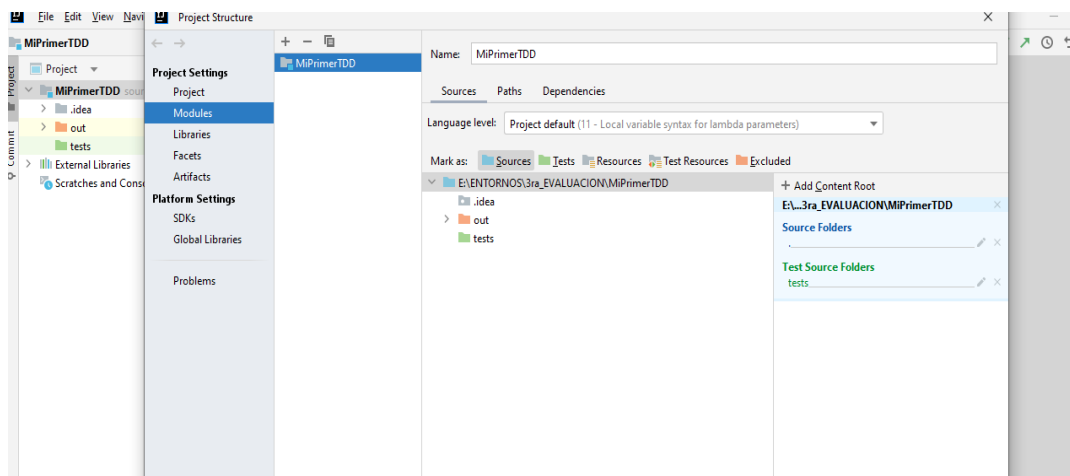 File Edit View Navi
Project Structure
MiPrimerTDD
Project
MiPrimerTDD sour
.idea
out
tests
External Libraries
Scratches and Conso
Project
Commit
Project Settings
Project
Modules
Libraries
Facets
Artifacts
Platform Settings
SDKs
Global Libraries
Problems
MiPrimerTDD
Name: MiPrimerTDD
Sources Paths Dependencies
Language level: Project default (11 - Local variable syntax for lambda parameters)
Mark as: Sources Tests Resources Test Resources Excluded
E:\ENTORNOS\3ra_EVALUACION\MiPrimerTDD
.idea
out
tests
+ Add Content Root
E:\...3ra_EVALUACION\MiPrimerTDD
Source Folders
.
Test Source Folders
tests